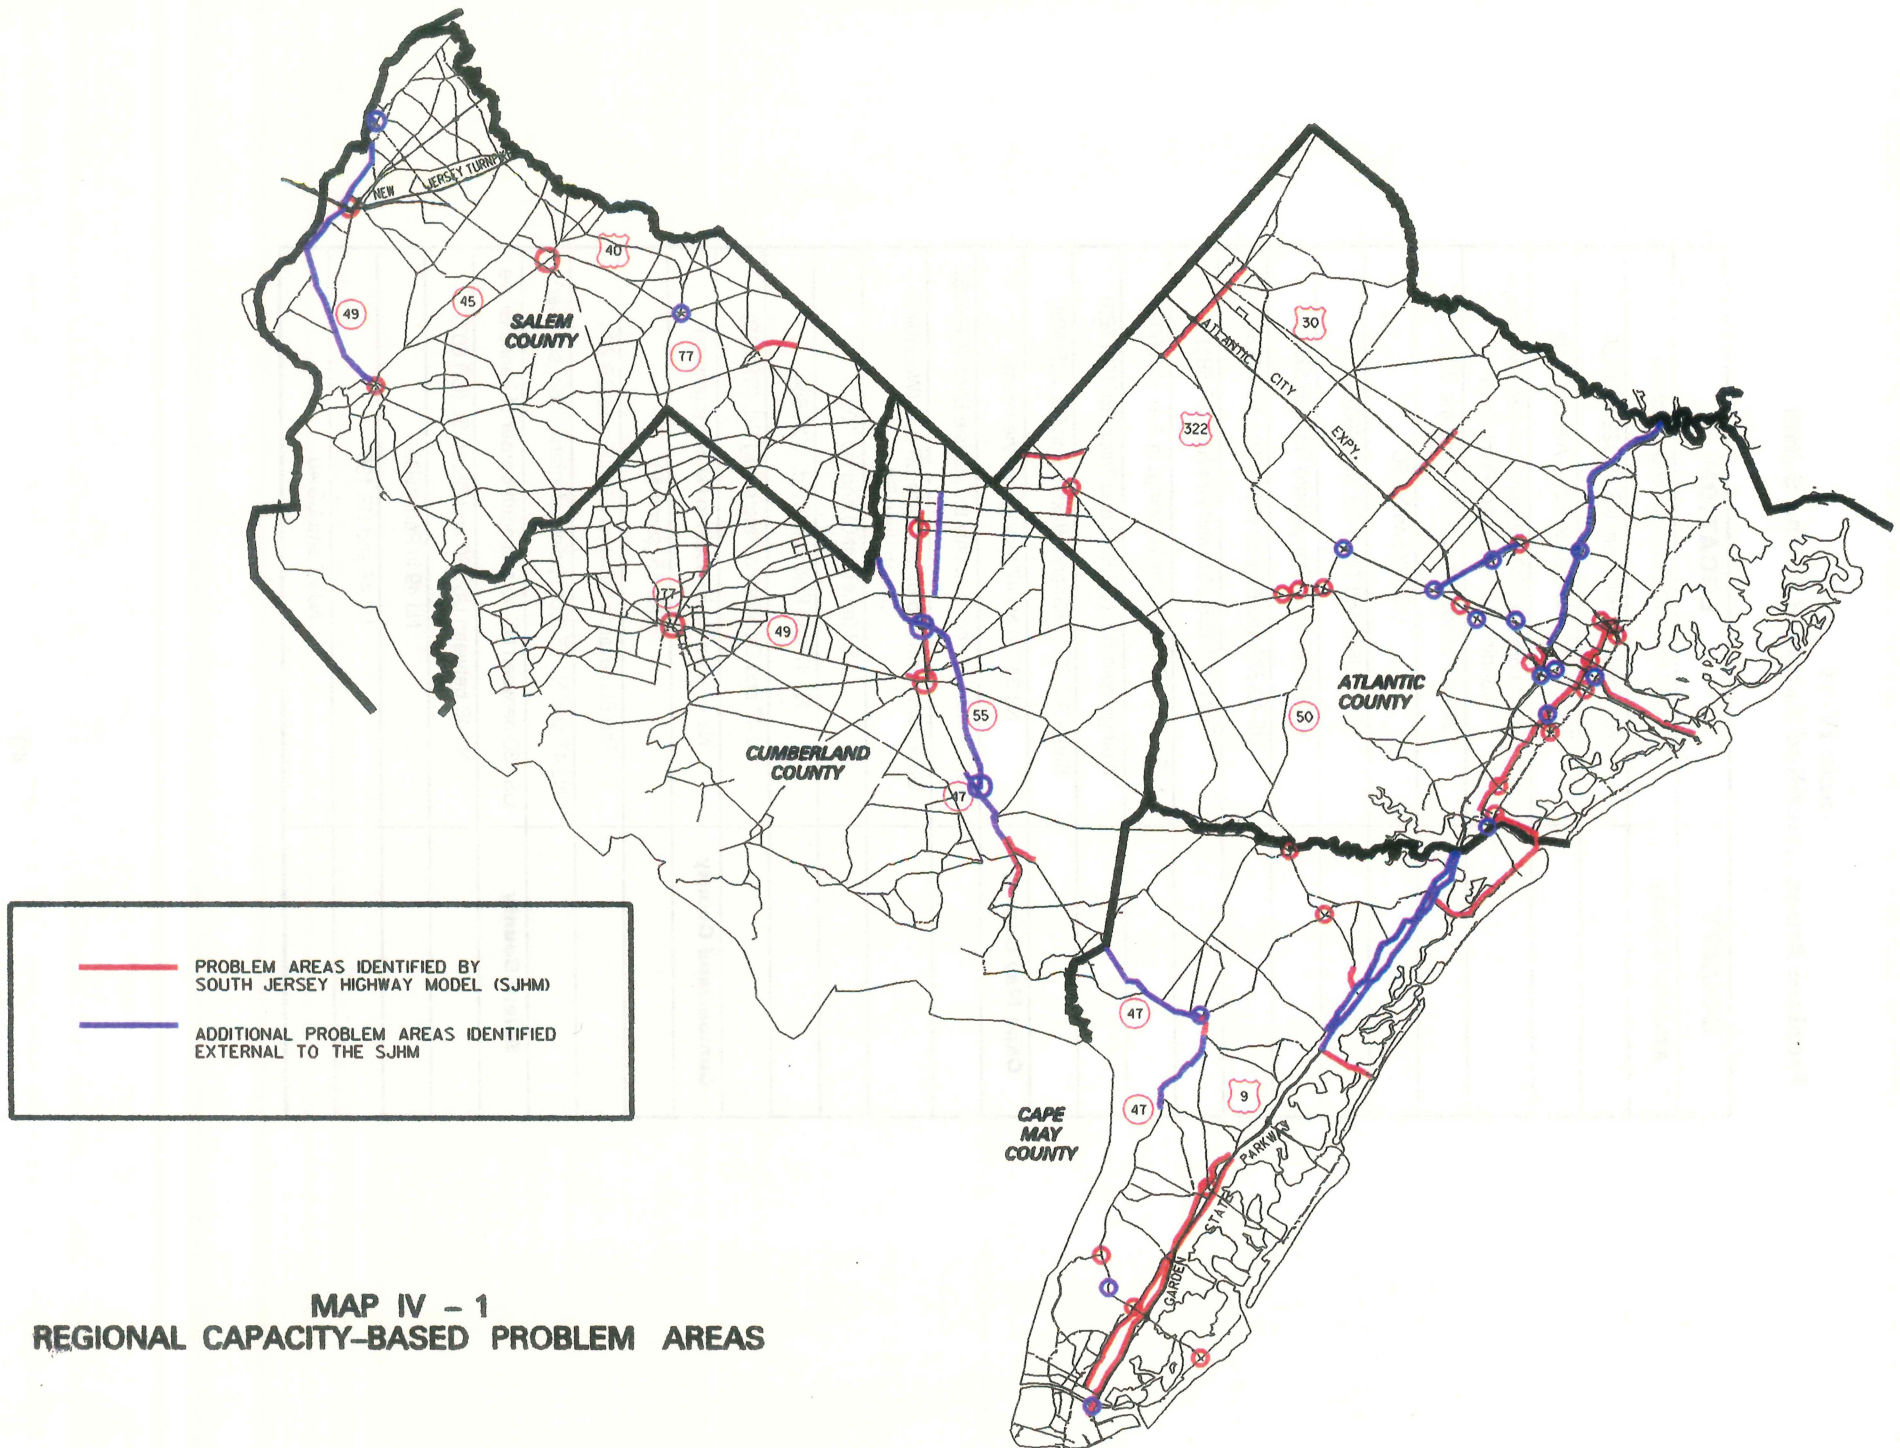 NEW JERSEY TURNPIKE
40
45
49
SALEM
COUNTY
77
30
ATLANTIC CITY EXPY.
322
77
49
ATLANTIC
COUNTY
50
55
CUMBERLAND
COUNTY
47
PROBLEM AREAS IDENTIFIED BY
SOUTH JERSEY HIGHWAY MODEL (SJHM)
ADDITIONAL PROBLEM AREAS IDENTIFIED
EXTERNAL TO THE SJHM
47
9
47
CAPE
MAY
COUNTY
GARDEN STATE PARKWAY
MAP IV - 1
REGIONAL CAPACITY-BASED PROBLEM AREAS